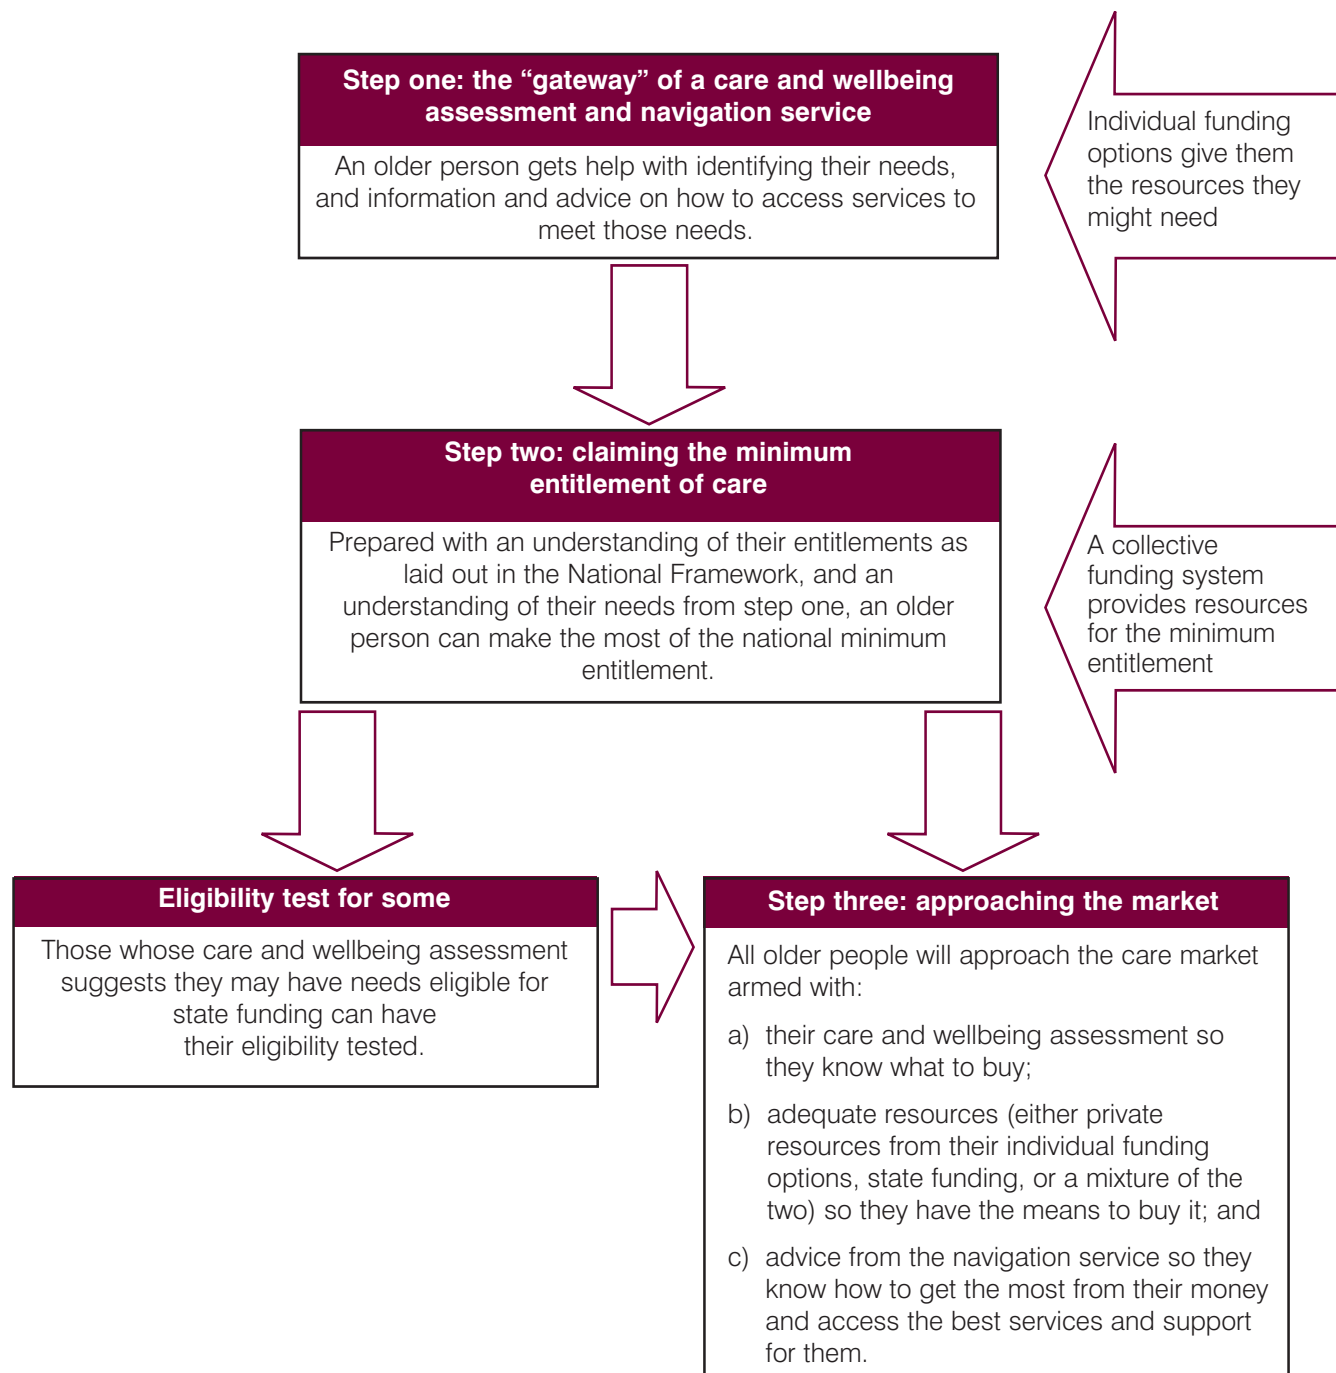 Step one: the “gateway” of a care and wellbeing
assessment and navigation service
An older person gets help with identifying their needs,
and information and advice on how to access services to
meet those needs.
Individual funding
options give them
the resources they
might need
Step two: claiming the minimum
entitlement of care
Prepared with an understanding of their entitlements as
laid out in the National Framework, and an
understanding of their needs from step one, an older
person can make the most of the national minimum
entitlement.
A collective
funding system
provides resources
for the minimum
entitlement
Eligibility test for some
Those whose care and wellbeing assessment
suggests they may have needs eligible for
state funding can have
their eligibility tested.
Step three: approaching the market
All older people will approach the care market
armed with:
a) their care and wellbeing assessment so
they know what to buy;
b) adequate resources (either private
resources from their individual funding
options, state funding, or a mixture of the
two) so they have the means to buy it; and
c) advice from the navigation service so they
know how to get the most from their money
and access the best services and support
for them.